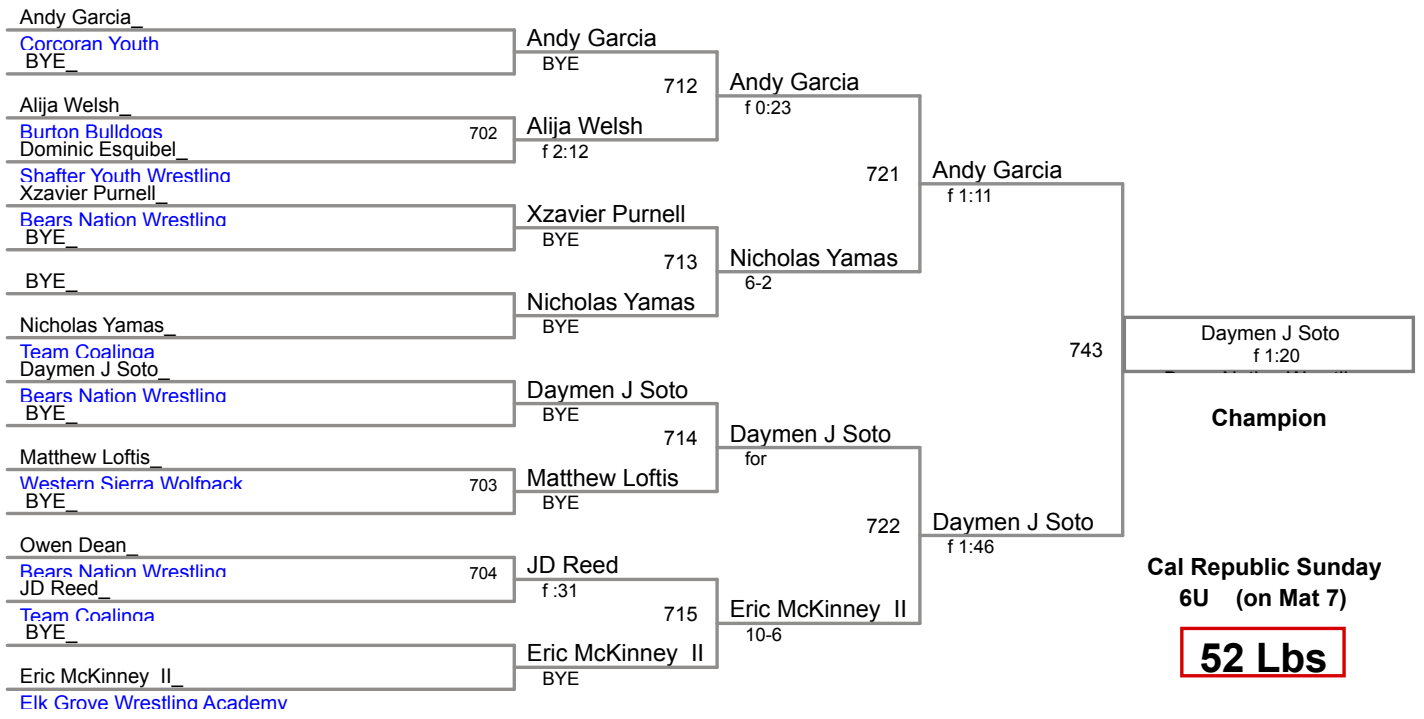 Andy Garcia_
Corcoran Youth
BYE_
Alija Welsh_
Burton Bulldogs
702
Dominic Esquibel_
Shafter Youth Wrestling
Xzavier Purnell_
Bears Nation Wrestling
BYE_
BYE_
Nicholas Yamas_
Team Coalinga
Daymen J Soto_
Bears Nation Wrestling
BYE_
Matthew Loftis_
Western Sierra Wolfpack
703
BYE_
Owen Dean_
Bears Nation Wrestling
704
JD Reed_
Team Coalinga
BYE_
Eric McKinney II_
Elk Grove Wrestling Academy
Andy Garcia
BYE
712
Alija Welsh
f 2:12
Xzavier Purnell
BYE
713
Nicholas Yamas
BYE
Daymen J Soto
BYE
714
Matthew Loftis
BYE
JD Reed
f :31
715
Eric McKinney II
BYE
Andy Garcia
f 0:23
721
Nicholas Yamas
6-2
Daymen J Soto
for
722
Eric McKinney II
10-6
Andy Garcia
f 1:11
743
Daymen J Soto
f 1:46
Daymen J Soto
f 1:20
Champion
Cal Republic Sunday
6U (on Mat 7)
52 Lbs